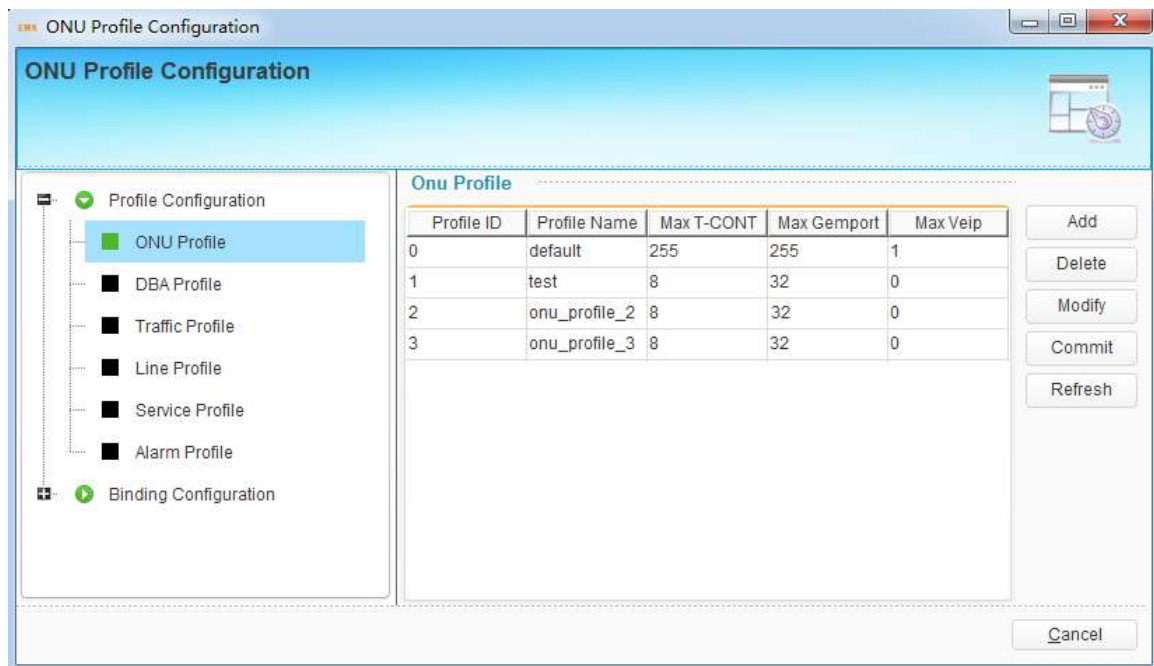 EMS ONU Profile Configuration
ONU Profile Configuration
Profile Configuration
ONU Profile
DBA Profile
Traffic Profile
Line Profile
Service Profile
Alarm Profile
Binding Configuration
Onu Profile
Profile ID Profile Name Max T-CONT Max Gemport Max Veip
0 default 255 255 1
1 test 8 32 0
2 onu_profile_2 8 32 0
3 onu_profile_3 8 32 0
Add
Delete
Modify
Commit
Refresh
Cancel